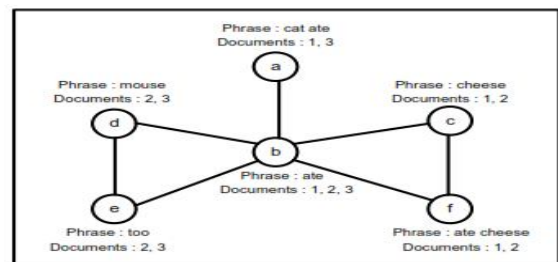 Phrase : cat ate
Documents : 1, 3
a
Phrase : mouse
Documents : 2, 3
Phrase : cheese
Documents : 1, 2
d
c
b
Phrase : ate
Documents : 1, 2, 3
e
f
Phrase : too
Documents : 2, 3
Phrase : ate cheese
Documents : 1, 2